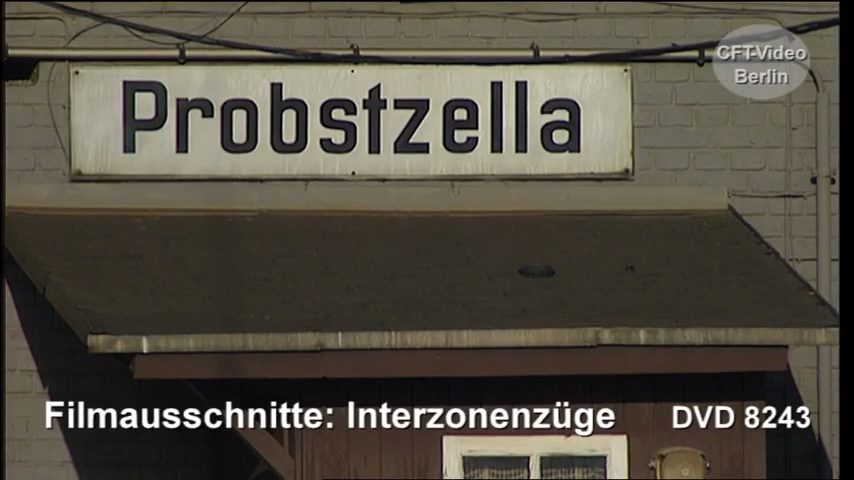 CFT-Video
Berlin
Probstzella
Filmausschnitte: Interzonenzüge DVD 8243